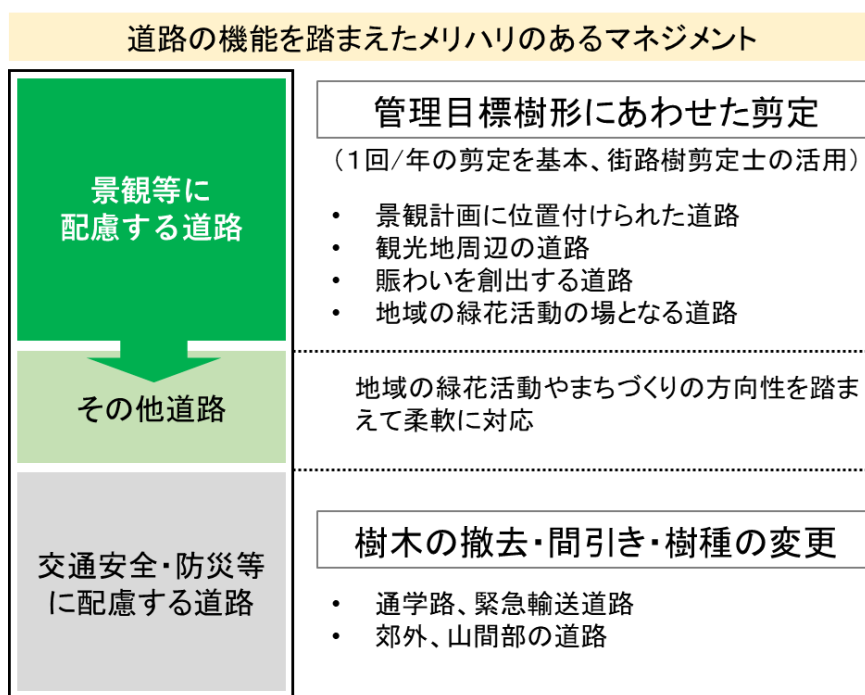 道路の機能を踏まえたメリハリのあるマネジメント
景観等に
配慮する道路
管理目標樹形にあわせた剪定
（１回/年の剪定を基本、街路樹剪定士の活用）
• 景観計画に位置付けられた道路
• 観光地周辺の道路
• 賑わいを創出する道路
• 地域の緑花活動の場となる道路
その他道路
地域の緑花活動やまちづくりの方向性を踏ま
えて柔軟に対応
交通安全・防災等
に配慮する道路
樹木の撤去・間引き・樹種の変更
• 通学路、緊急輸送道路
• 郊外、山間部の道路